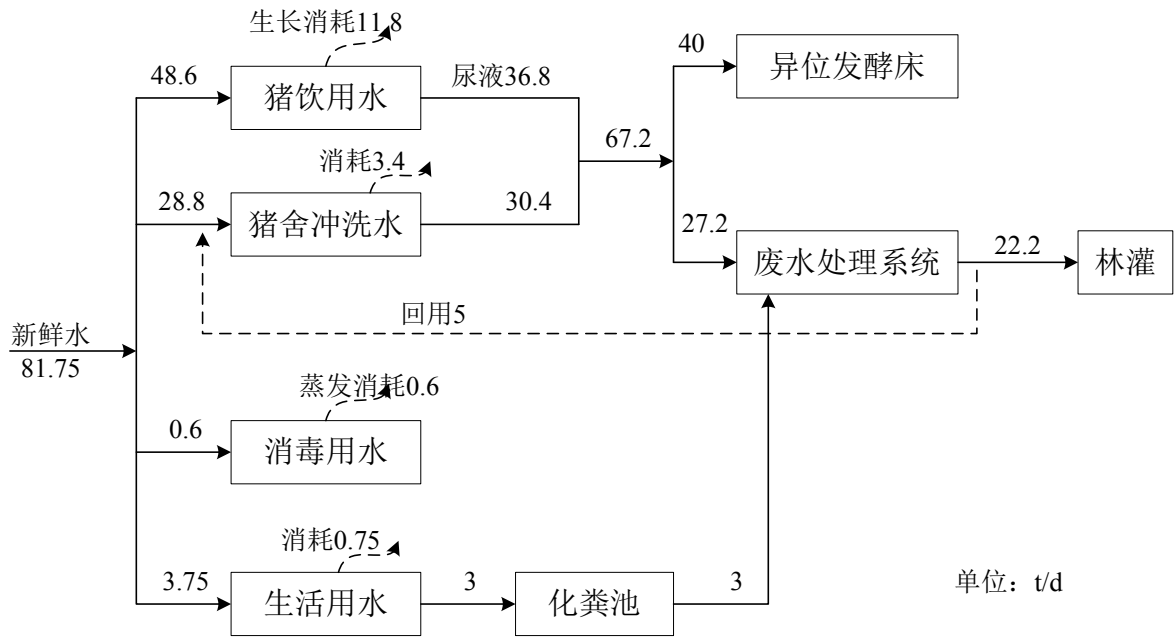 生长消耗11.8
48.6
猪饮用水
尿液36.8
40
异位发酵床
67.2
消耗3.4
28.8
猪舍冲洗水
30.4
27.2
废水处理系统
22.2
林灌
回用5
新鲜水
81.75
蒸发消耗0.6
0.6
消毒用水
消耗0.75
3.75
生活用水
3
化粪池
3
单位：t/d